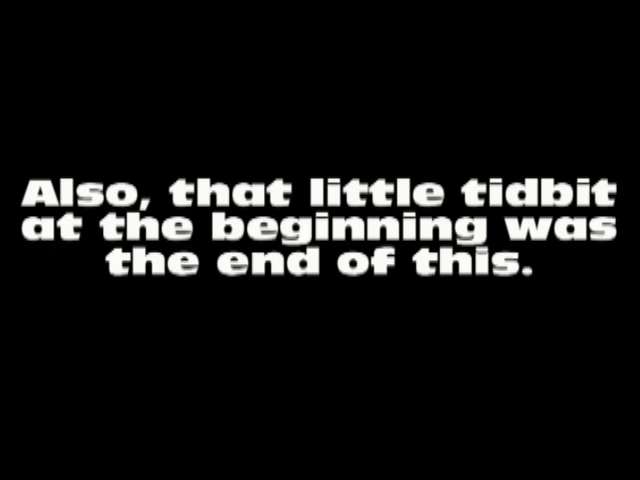 Also, that little tidbit
at the beginning was
the end of this.